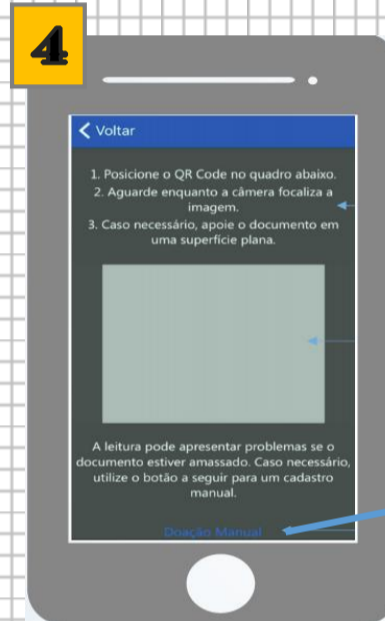 4
Voltar
1. Posicione o QR Code no quadro abaixo.
2. Aguarde enquanto a câmera focaliza a
imagem.
3. Caso necessário, apoie o documento em
uma superfície plana.
A leitura pode apresentar problemas se o
documento estiver amassado. Caso necessário,
utilize o botão a seguir para um cadastro
manual.
Doação Manual